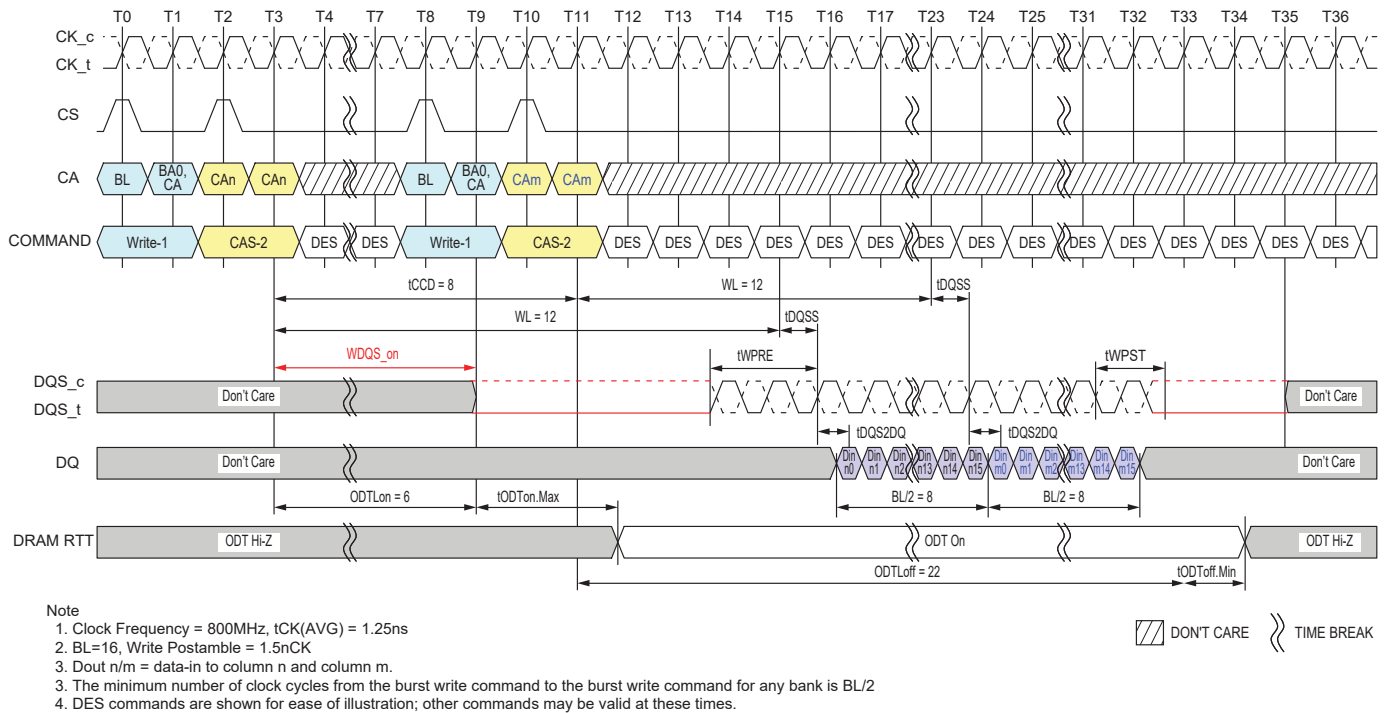 T0 T1 T2 T3 T4 T7 T8 T9 T10 T11 T12 T13 T14 T15 T16 T17 T23 T24 T25 T31 T32 T33 T34 T35 T36
CK_c
CK_t
CS
CA BL BA0, CA CAn CAn BL BA0, CA CAm CAm
COMMAND Write-1 CAS-2 DES DES Write-1 CAS-2 DES DES DES DES DES DES DES DES DES DES DES DES DES DES DES
tCCD = 8 WL = 12 tDQSS
WL = 12 tDQSS
WDQS_on tWPRE tWPST
DQS_c
DQS_t
Don't Care Don't Care
tDQS2DQ tDQS2DQ
DQ Don't Care Din n0 Din n1 Din n2 Din n13 Din n14 Din n15 Din m0 Din m1 Din m2 Din m13 Din m14 Din m15 Don't Care
ODTLon = 6 tODTon.Max BL/2 = 8 BL/2 = 8
DRAM RTT ODT Hi-Z ODT On ODT Hi-Z
ODTLoff = 22 tODToff.Min
Note
1. Clock Frequency = 800MHz, tCK(AVG) = 1.25ns
2. BL=16, Write Postamble = 1.5nCK
3. Dout n/m = data-in to column n and column m.
3. The minimum number of clock cycles from the burst write command to the burst write command for any bank is BL/2
4. DES commands are shown for ease of illustration; other commands may be valid at these times.
DON'T CARE TIME BREAK